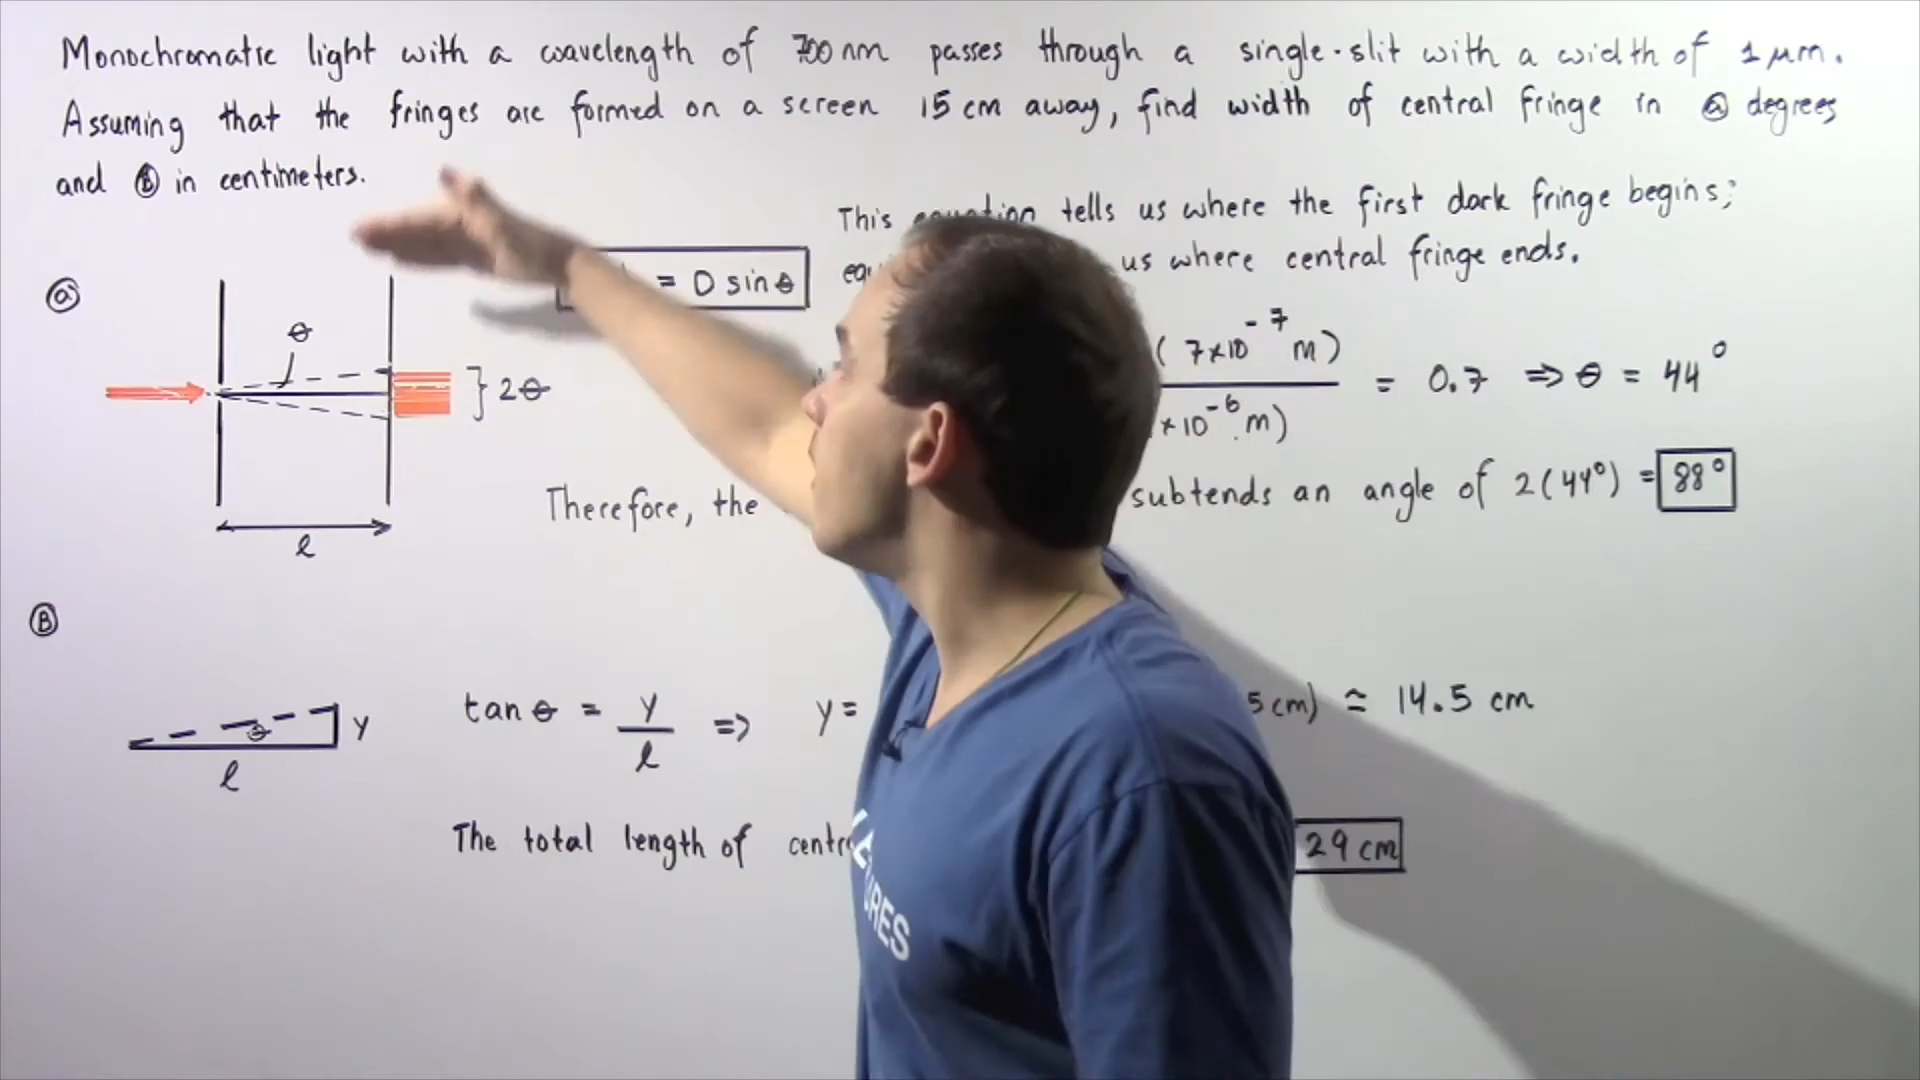 Monochromatic light with a wavelength of 700 nm passes through a single-slit with a width of 1 μm.
Assuming that the fringes are formed on a screen 15 cm away, find width of central fringe in Ⓐ degrees
and Ⓑ in centimeters.
This equation tells us where the first dark fringe begins;
us where central fringe ends.
ⓐ
= D sin θ
θ
} 2θ
ℓ
(7×10⁻⁷ m)
×10⁻⁶ m)
= 0.7 ⇒ θ = 44°
Therefore, the
subtends an angle of 2(44°) = 88°
Ⓑ
θ
y
ℓ
tan θ = y/ℓ ⇒ y =
5 cm) ≈ 14.5 cm
The total length of centr
29 cm
URES